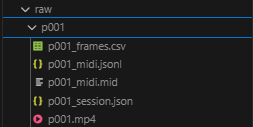 raw
p001
p001_frames.csv
p001_midi.jsonl
p001_midi.mid
p001_session.json
p001.mp4